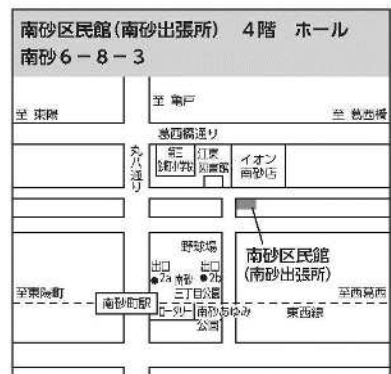 南砂区民館(南砂出張所) 4階 ホール
南砂6-8-3
至 亀戸
至 東陽
至 葛西橋
葛西橋通り
丸八通り
第三
砂町中学校
江東
図書館
イオン
南砂店
野球場
南砂区民館
(南砂出張所)
出口
●2a
出口
●2b
南砂
三丁目公園
至東陽町
南砂町駅
ロータリー
南砂あゆみ
公園
東西線
至西葛西